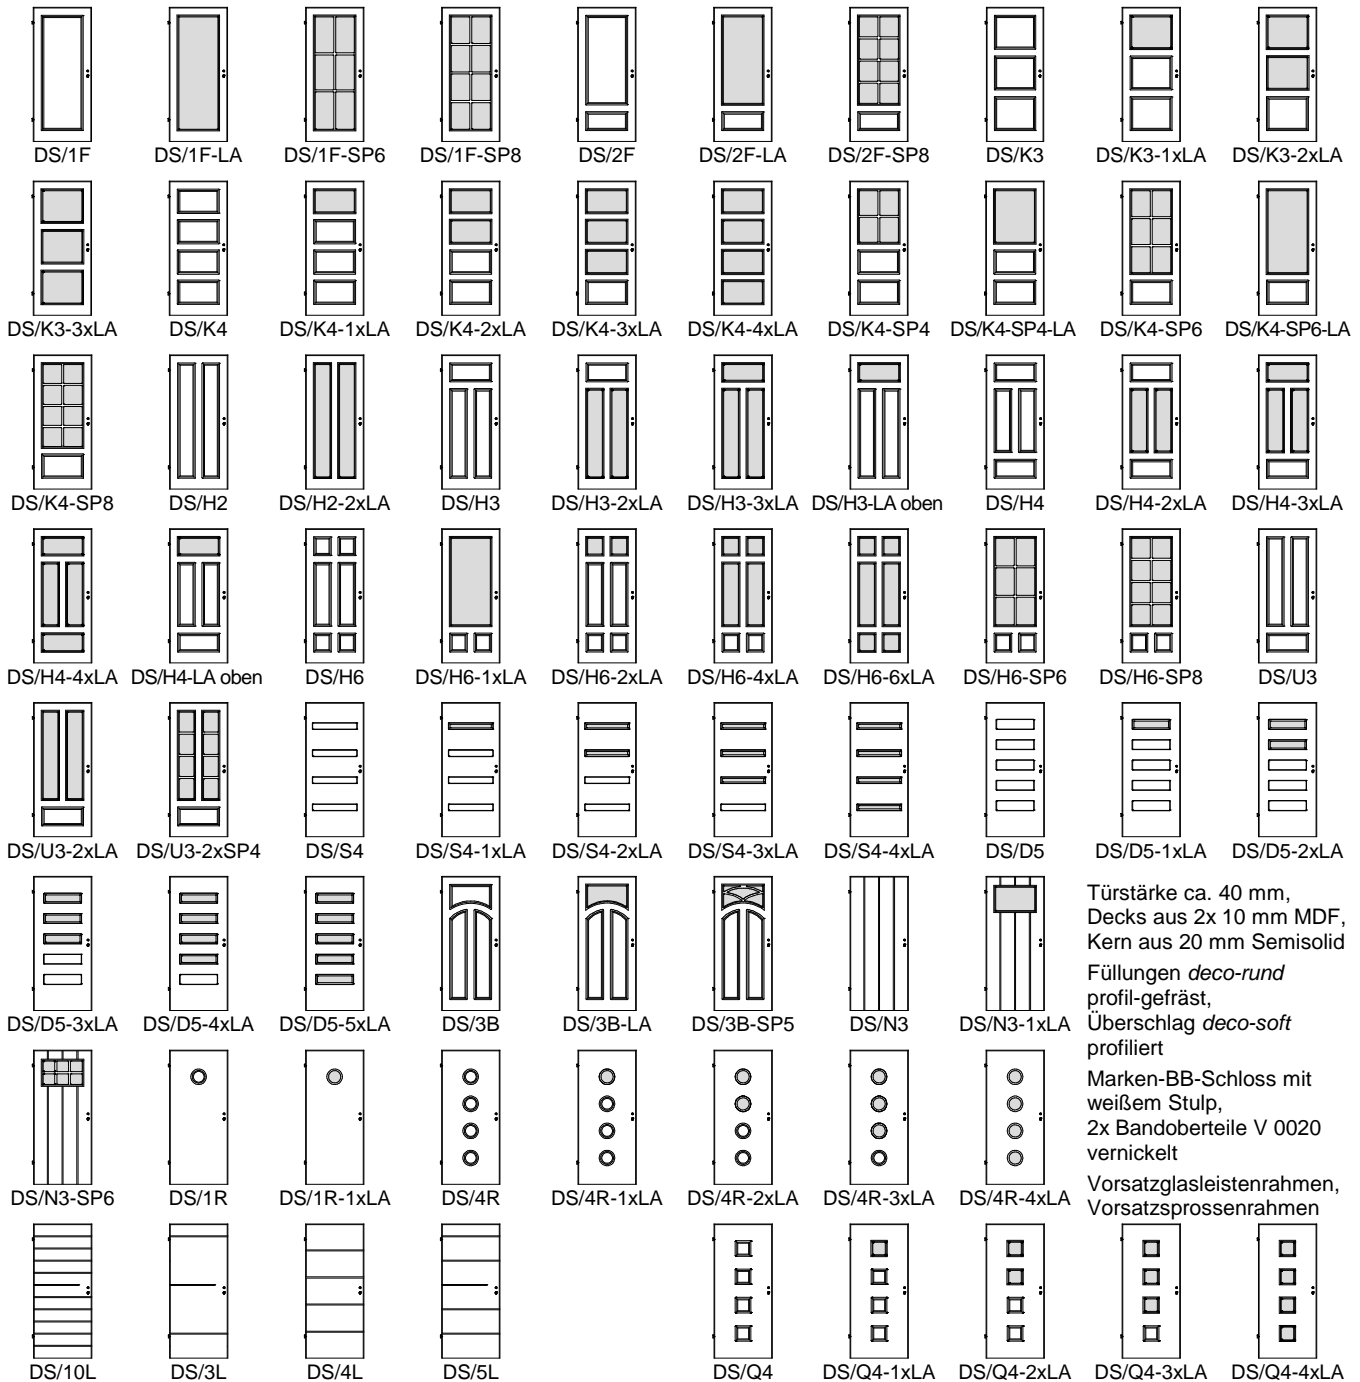 DS/1F DS/1F-LA DS/1F-SP6 DS/1F-SP8 DS/2F DS/2F-LA DS/2F-SP8 DS/K3 DS/K3-1xLA DS/K3-2xLA
DS/K3-3xLA DS/K4 DS/K4-1xLA DS/K4-2xLA DS/K4-3xLA DS/K4-4xLA DS/K4-SP4 DS/K4-SP4-LA DS/K4-SP6 DS/K4-SP6-LA
DS/K4-SP8 DS/H2 DS/H2-2xLA DS/H3 DS/H3-2xLA DS/H3-3xLA DS/H3-LA oben DS/H4 DS/H4-2xLA DS/H4-3xLA
DS/H4-4xLA DS/H4-LA oben DS/H6 DS/H6-1xLA DS/H6-2xLA DS/H6-4xLA DS/H6-6xLA DS/H6-SP6 DS/H6-SP8 DS/U3
DS/U3-2xLA DS/U3-2xSP4 DS/S4 DS/S4-1xLA DS/S4-2xLA DS/S4-3xLA DS/S4-4xLA DS/D5 DS/D5-1xLA DS/D5-2xLA
DS/D5-3xLA DS/D5-4xLA DS/D5-5xLA DS/3B DS/3B-LA DS/3B-SP5 DS/N3 DS/N3-1xLA
Türstärke ca. 40 mm,
Decks aus 2x 10 mm MDF,
Kern aus 20 mm Semisolid
Füllungen deco-rund
profil-gefräst,
Überschlag deco-soft
profiliert
Marken-BB-Schloss mit
weißem Stulp,
2x Bandoberteile V 0020
vernickelt
Vorsatzglasleistenrahmen,
Vorsatzsprossenrahmen
DS/N3-SP6 DS/1R DS/1R-1xLA DS/4R DS/4R-1xLA DS/4R-2xLA DS/4R-3xLA DS/4R-4xLA
DS/10L DS/3L DS/4L DS/5L DS/Q4 DS/Q4-1xLA DS/Q4-2xLA DS/Q4-3xLA DS/Q4-4xLA